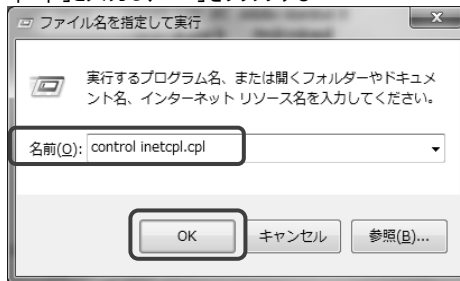 ファイル名を指定して実行
実行するプログラム名、または開くフォルダーやドキュメ
ント名、インターネット リソース名を入力してください。
名前(O): control inetcpl.cpl
OK キャンセル 参照(B)...